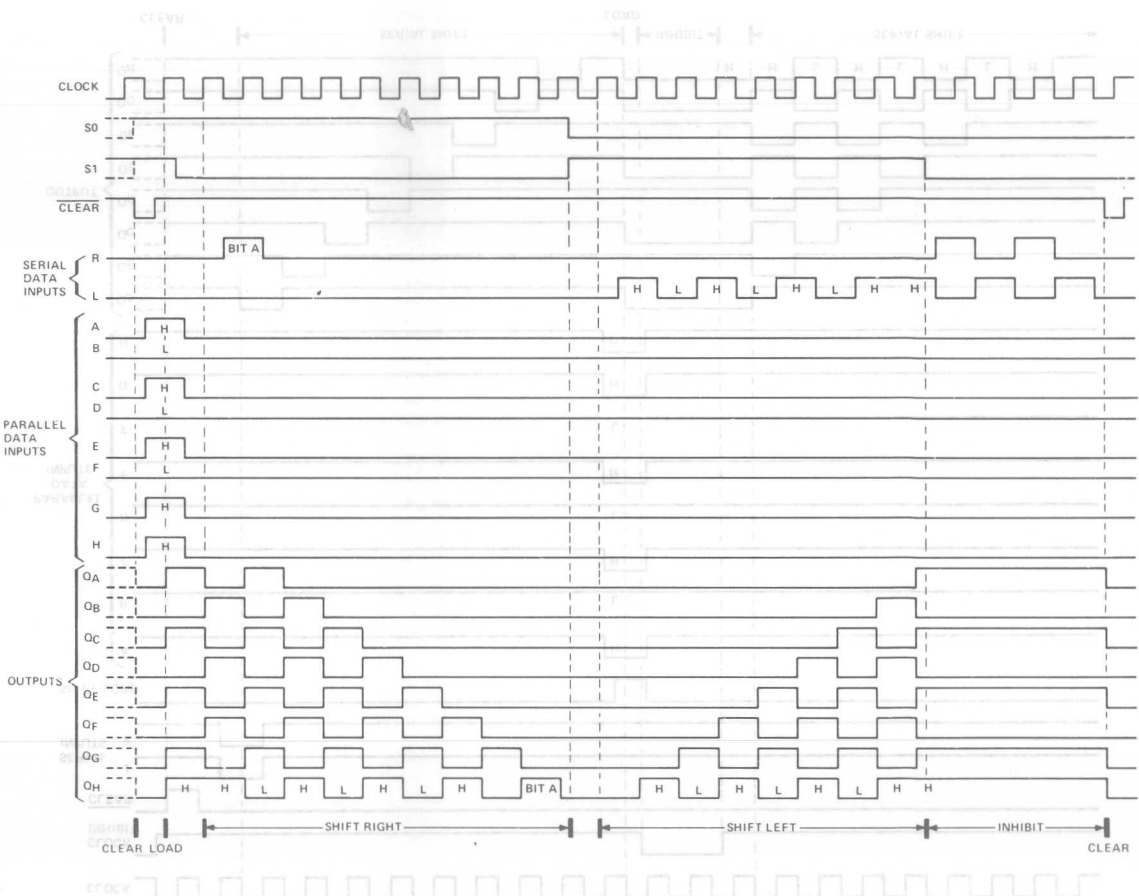 CLOCK
S0
S1
CLEAR
SERIAL DATA INPUTS
R
BIT A
L
H L H L H L H H
PARALLEL DATA INPUTS
A H
B L
C H
D L
E H
F L
G H
H H
OUTPUTS
QA
QB
QC
QD
QE
QF
QG
QH H H L H L H L H BIT A H L H L H L H H
SHIFT RIGHT
SHIFT LEFT
INHIBIT
CLEAR LOAD
CLEAR